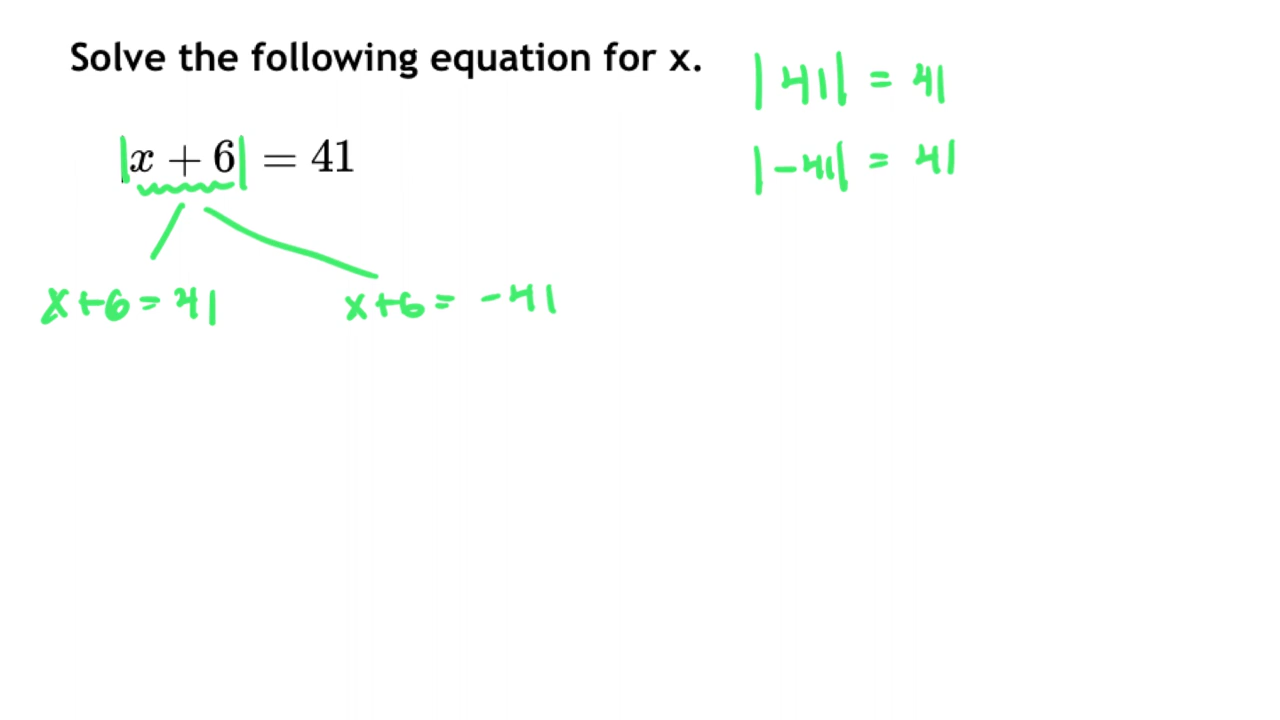 Solve the following equation for x.
|x + 6| = 41
x+6 = 41
x+6 = -41
|41| = 41
|-41| = 41